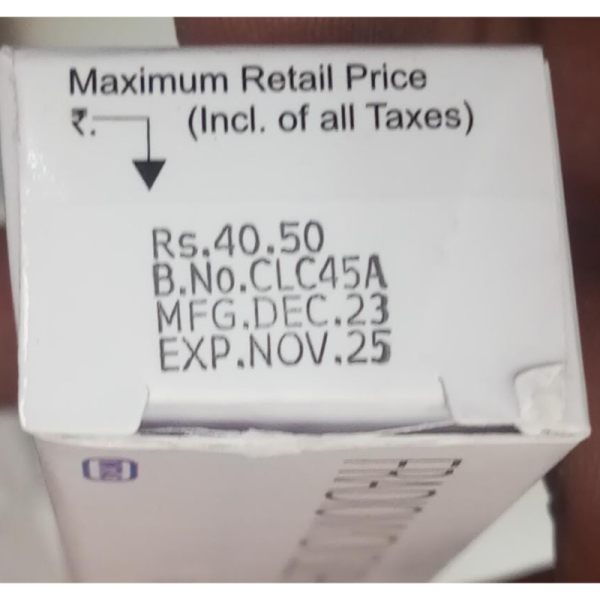 Maximum Retail Price
₹. (Incl. of all Taxes)
Rs.40.50
B.No.CLC45A
MFG.DEC.23
EXP.NOV.25